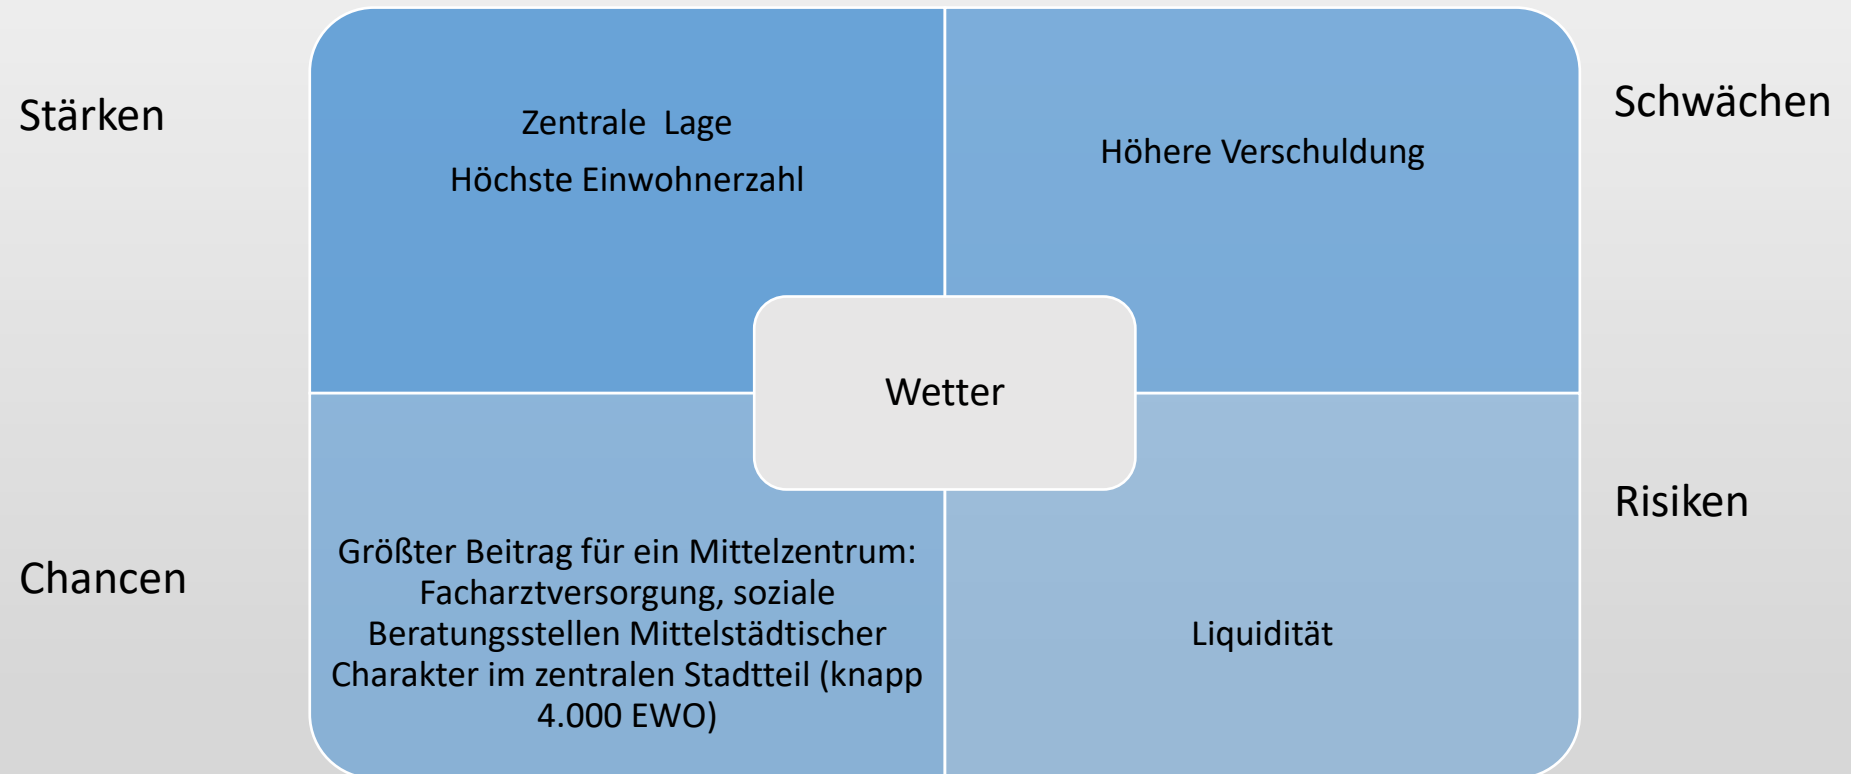 Stärken
Zentrale Lage
Höchste Einwohnerzahl
Höhere Verschuldung
Schwächen
Wetter
Chancen
Größter Beitrag für ein Mittelzentrum:
Facharztversorgung, soziale
Beratungsstellen Mittelstädtischer
Charakter im zentralen Stadtteil (knapp
4.000 EWO)
Liquidität
Risiken